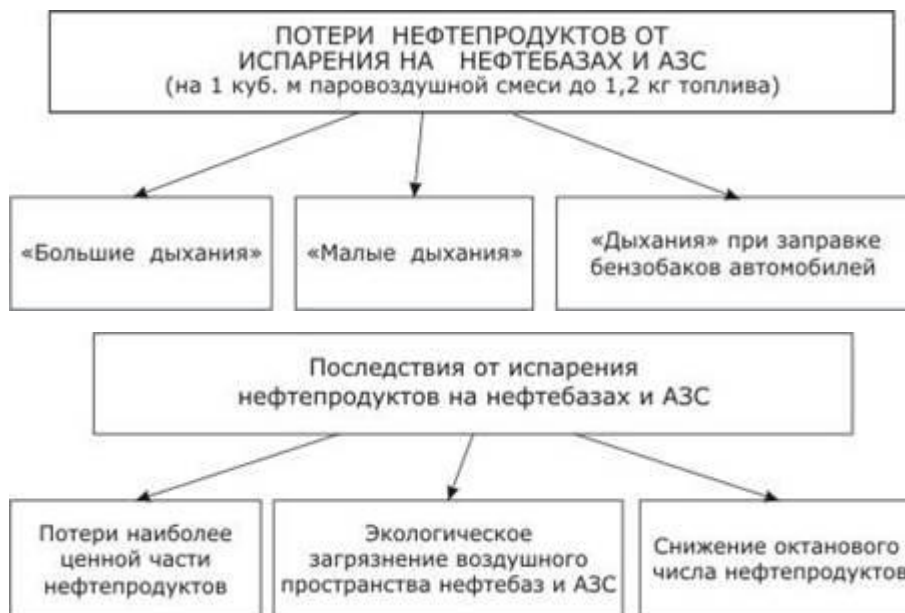 ПОТЕРИ НЕФТЕПРОДУКТОВ ОТ
ИСПАРЕНИЯ НА НЕФТЕБАЗАХ И АЗС
(на 1 куб. м паровоздушной смеси до 1,2 кг топлива)
«Большие дыхания»
«Малые дыхания»
«Дыхания» при заправке
бензобаков автомобилей
Последствия от испарения
нефтепродуктов на нефтебазах и АЗС
Потери наиболее
ценной части
нефтепродуктов
Экологическое
загрязнение воздушного
пространства нефтебаз и АЗС
Снижение октанового
числа нефтепродуктов